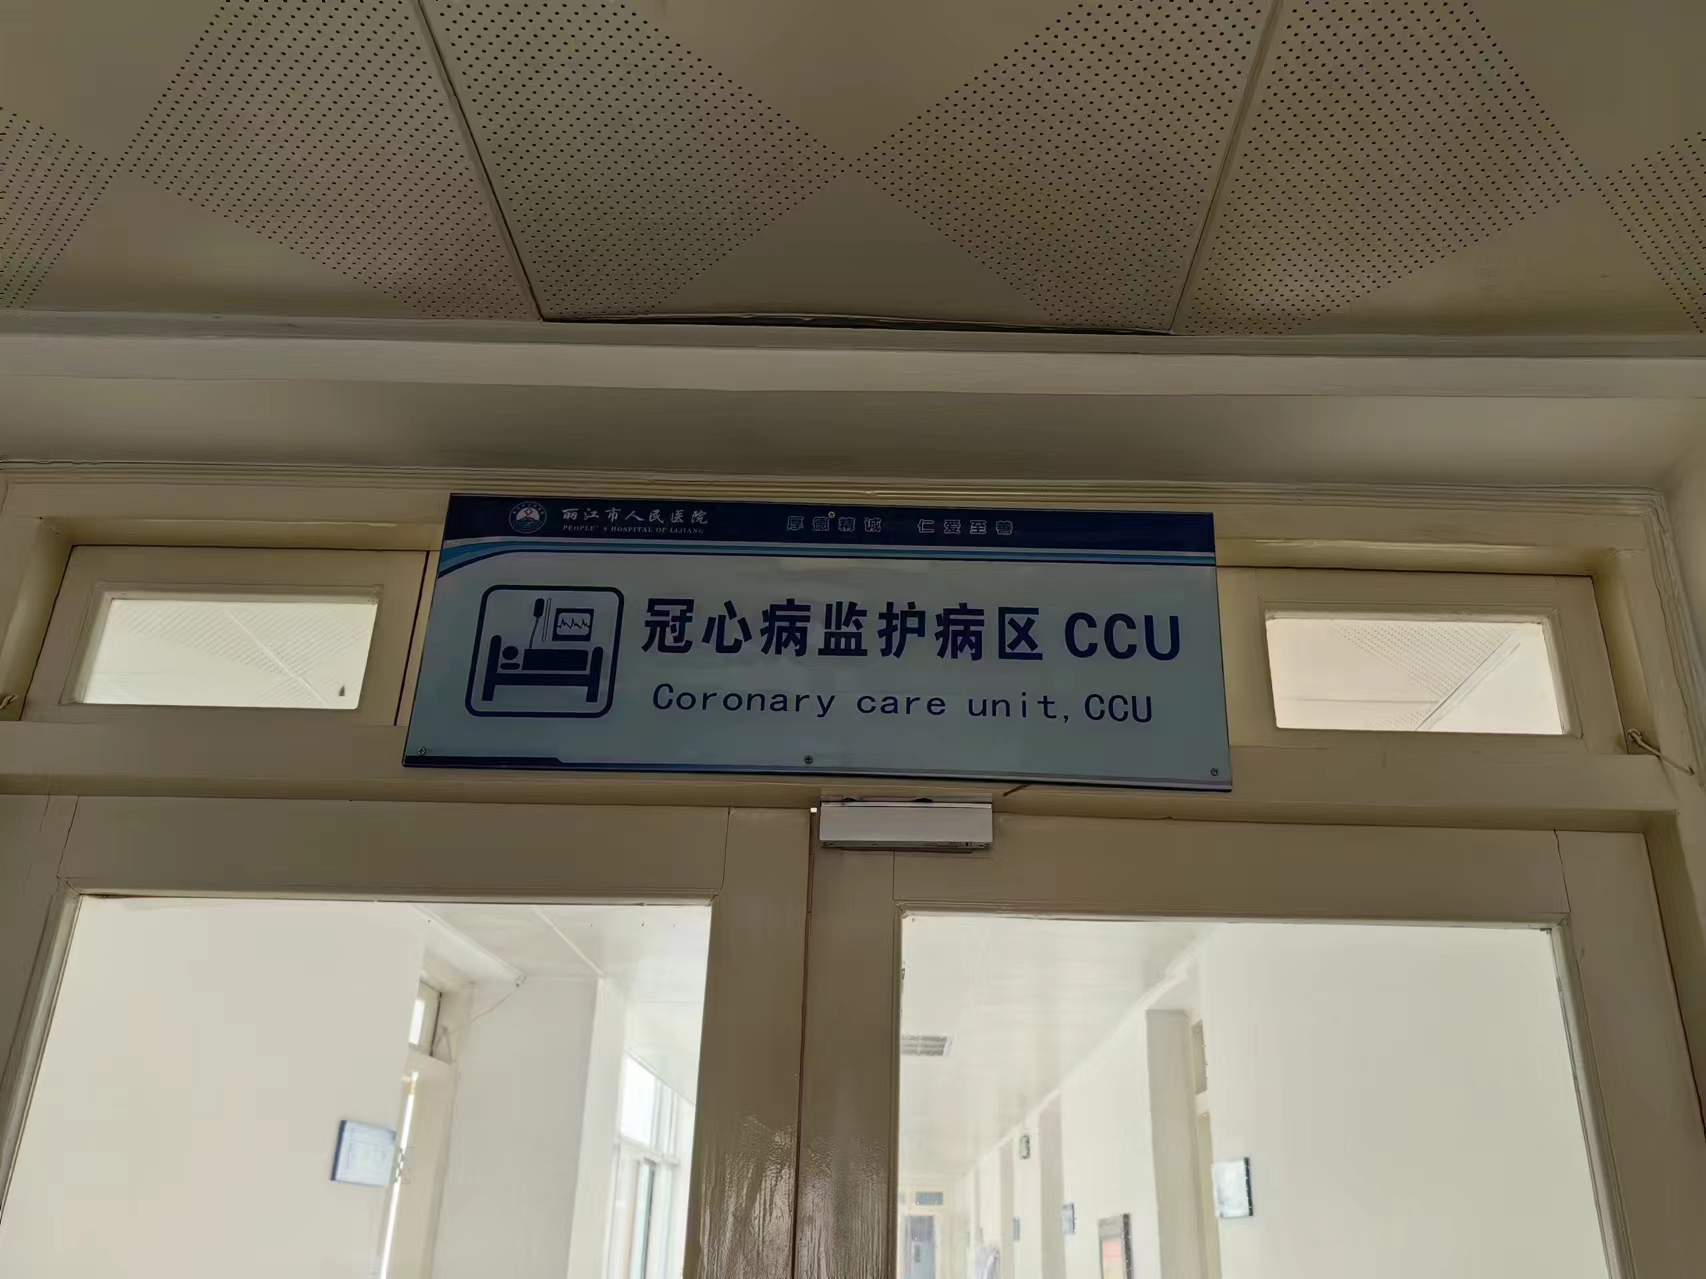 丽江市人民医院
PEOPLE'S HOSPITAL OF LIJIANG
厚德精诚 仁爱至善
冠心病监护病区 CCU
Coronary care unit, CCU